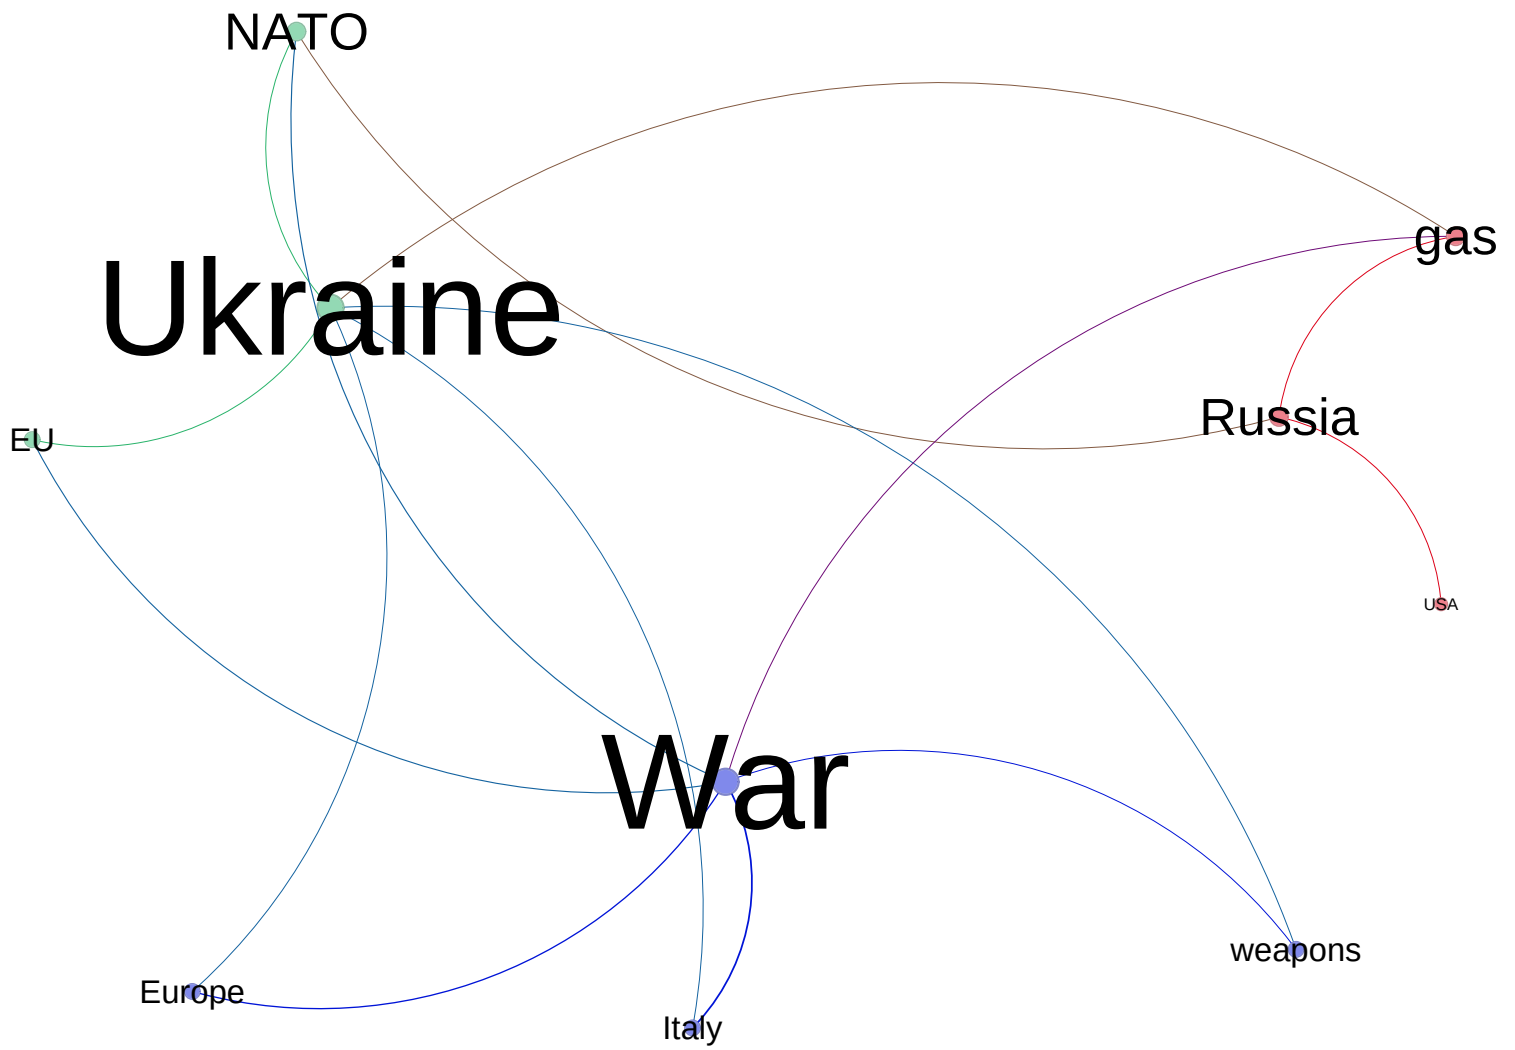 NATO
gas
Ukraine
Russia
EU
USA
War
weapons
Europe
Italy